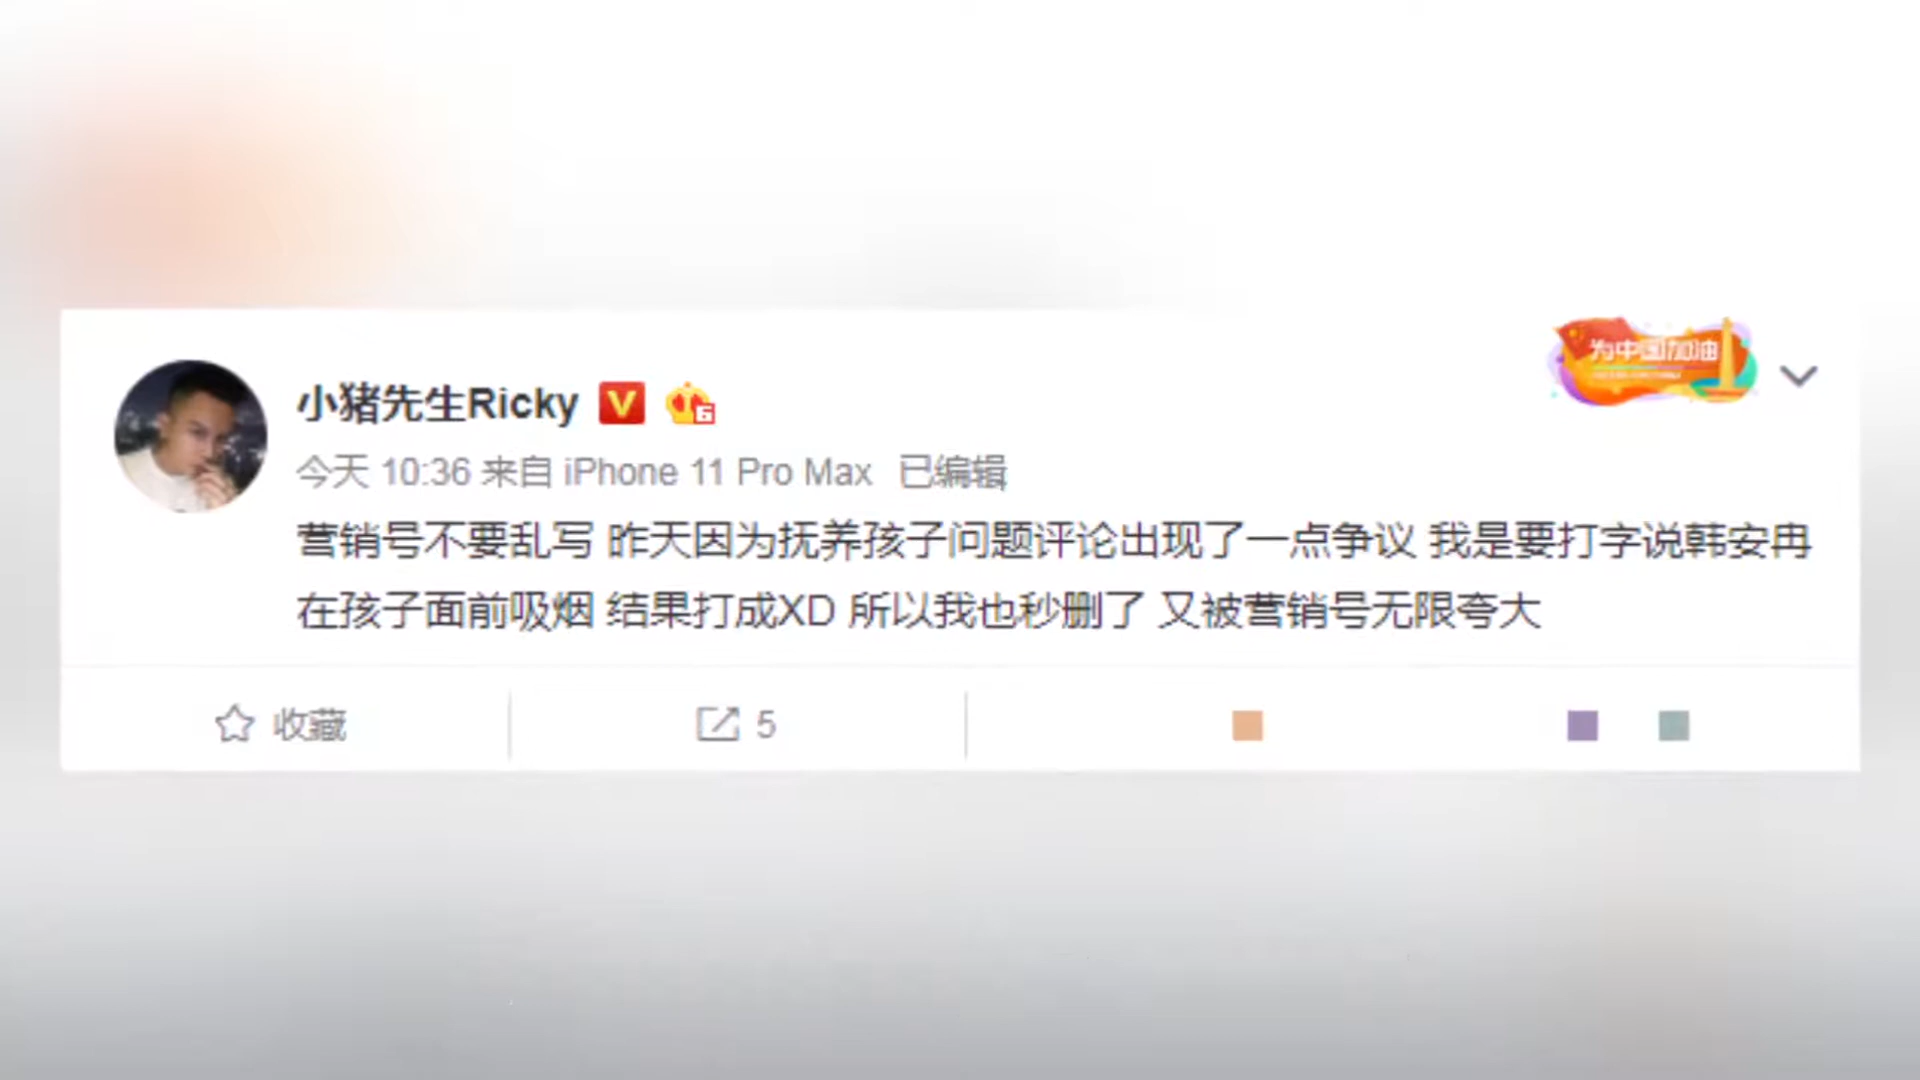 为中国加油
小猪先生Ricky
今天 10:36 来自 iPhone 11 Pro Max 已编辑
营销号不要乱写 昨天因为抚养孩子问题评论出现了一点争议 我是要打字说韩安冉
在孩子面前吸烟 结果打成XD 所以我也秒删了 又被营销号无限夸大
收藏 5